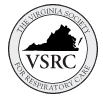 THE VIRGINIA SOCIETY
VSRC
FOR RESPIRATORY CARE